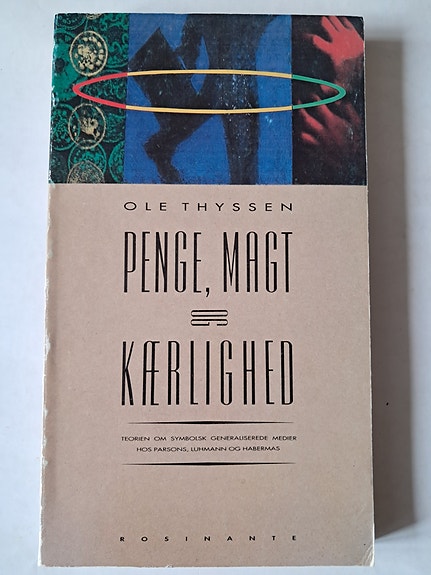 OLE THYSSEN
PENGE, MAGT
OG
KÆRLIGHED
TEORIEN OM SYMBOLSK GENERALISEREDE MEDIER
HOS PARSONS, LUHMANN OG HABERMAS
ROSINANTE